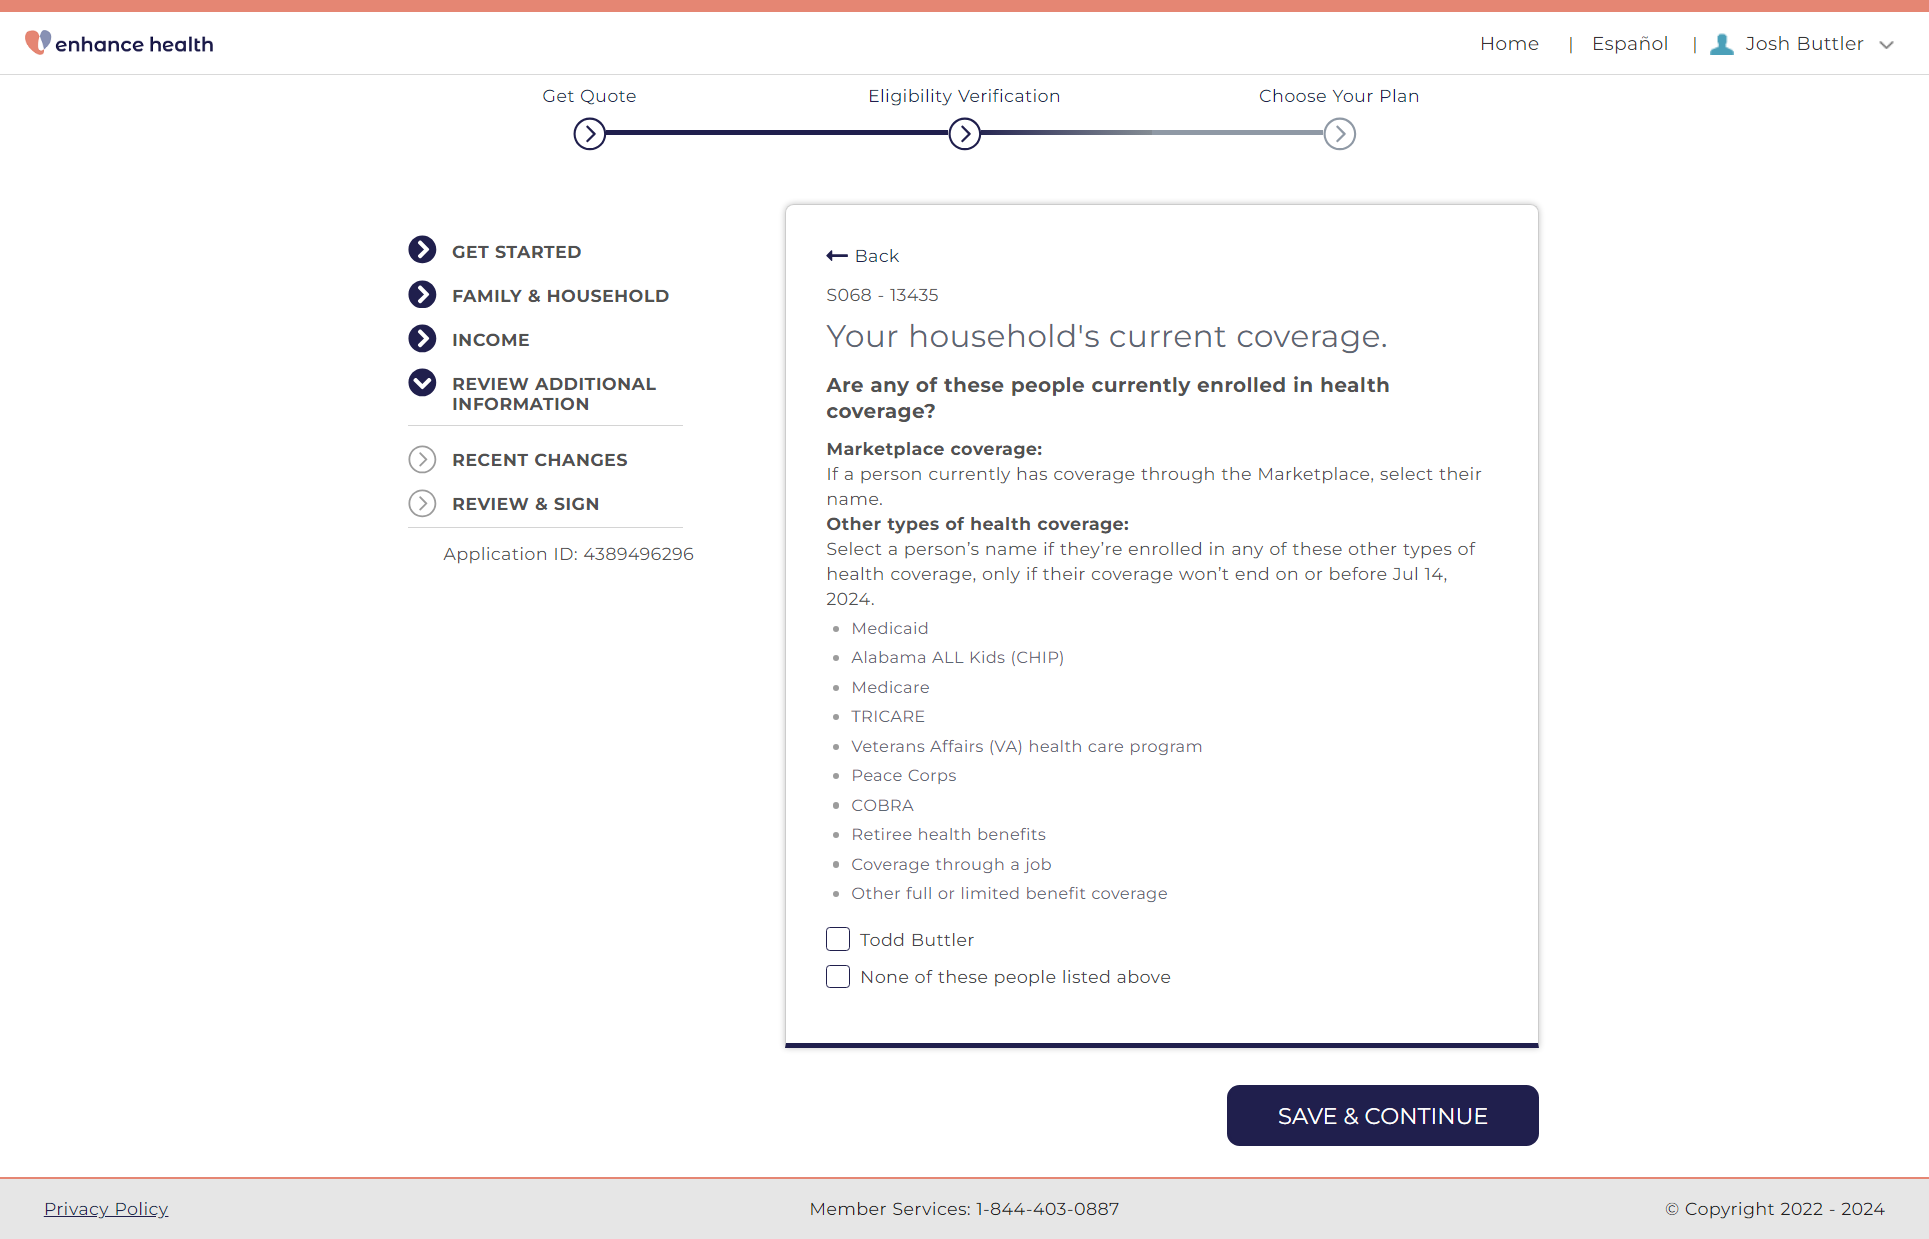 enhance health
Home | Español | Josh Buttler
Get Quote
Eligibility Verification
Choose Your Plan
GET STARTED
FAMILY & HOUSEHOLD
INCOME
REVIEW ADDITIONAL
INFORMATION
RECENT CHANGES
REVIEW & SIGN
Application ID: 4389496296
Back
S068 - 13435
Your household's current coverage.
Are any of these people currently enrolled in health
coverage?
Marketplace coverage:
If a person currently has coverage through the Marketplace, select their
name.
Other types of health coverage:
Select a person’s name if they’re enrolled in any of these other types of
health coverage, only if their coverage won’t end on or before Jul 14,
2024.
• Medicaid
• Alabama ALL Kids (CHIP)
• Medicare
• TRICARE
• Veterans Affairs (VA) health care program
• Peace Corps
• COBRA
• Retiree health benefits
• Coverage through a job
• Other full or limited benefit coverage
Todd Buttler
None of these people listed above
SAVE & CONTINUE
Privacy Policy
Member Services: 1-844-403-0887
© Copyright 2022 - 2024